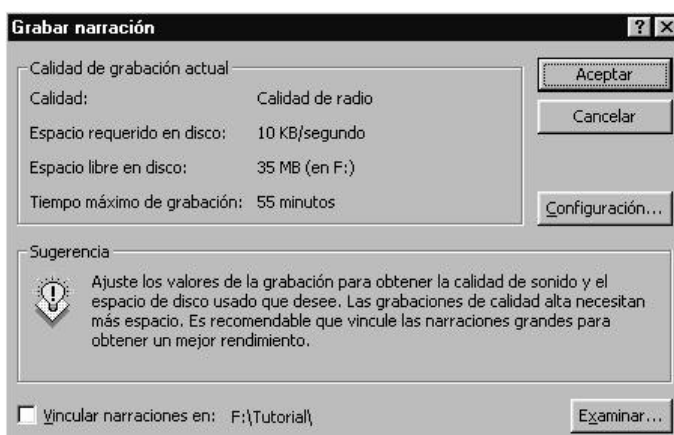 Grabar narración
Calidad de grabación actual
Aceptar
Calidad: Calidad de radio
Cancelar
Espacio requerido en disco: 10 KB/segundo
Espacio libre en disco: 35 MB (en F:)
Tiempo máximo de grabación: 55 minutos
Configuración...
Sugerencia
Ajuste los valores de la grabación para obtener la calidad de sonido y el
espacio de disco usado que desee. Las grabaciones de calidad alta necesitan
más espacio. Es recomendable que vincule las narraciones grandes para
obtener un mejor rendimiento.
Vincular narraciones en: F:\Tutorial\
Examinar...